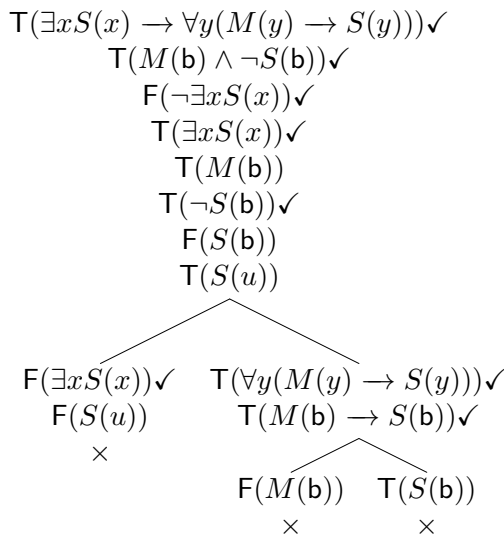 T(∃xS(x) → ∀y(M(y) → S(y)))✓
T(M(b) ∧ ¬S(b))✓
F(¬∃xS(x))✓
T(∃xS(x))✓
T(M(b))
T(¬S(b))✓
F(S(b))
T(S(u))
F(∃xS(x))✓ T(∀y(M(y) → S(y)))✓
F(S(u)) T(M(b) → S(b))✓
×
F(M(b)) T(S(b))
× ×